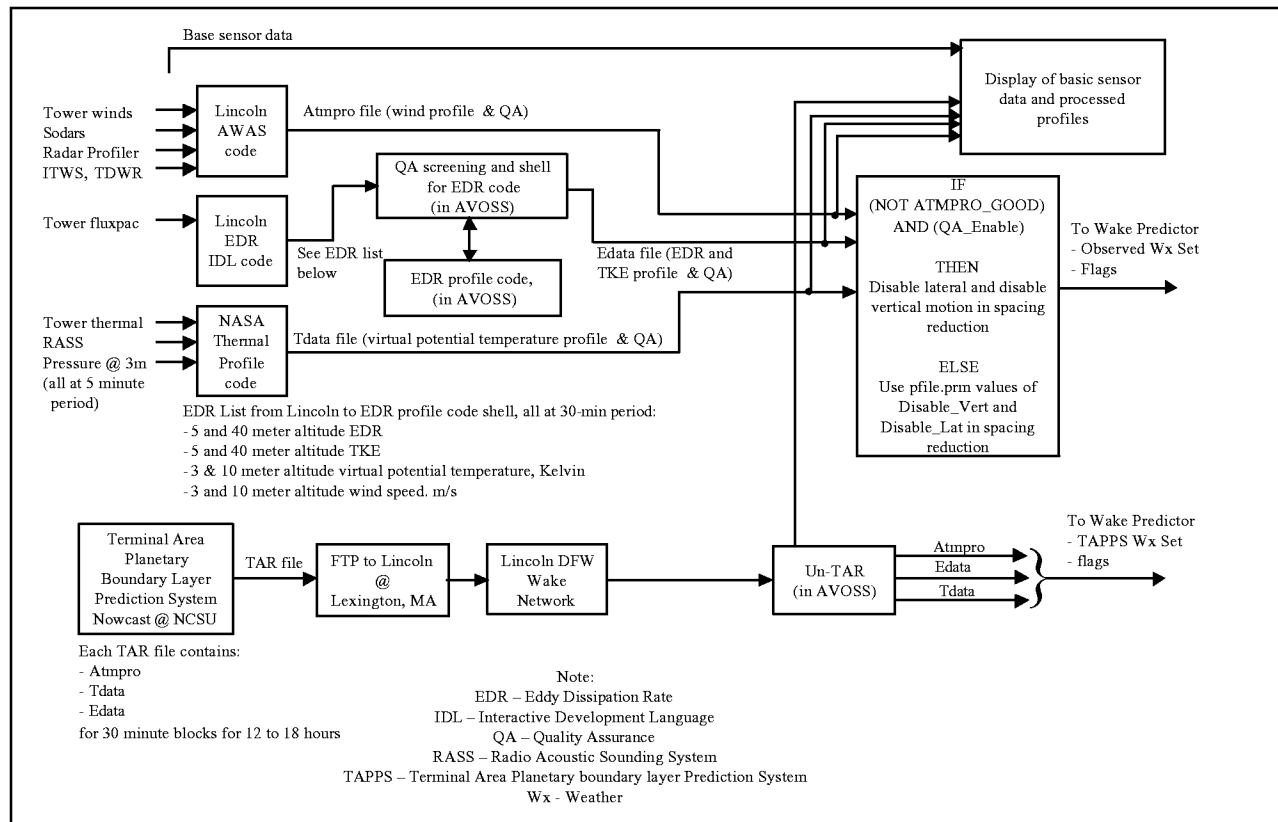 Base sensor data
Display of basic sensor
data and processed
profiles
Tower winds
Sodars
Radar Profiler
ITWS, TDWR
Lincoln
AWAS
code
Atmpro file (wind profile & QA)
QA screening and shell
for EDR code
(in AVOSS)
Tower fluxpac
Lincoln
EDR
IDL code
See EDR list
below
EDR profile code,
(in AVOSS)
Edata file (EDR and
TKE profile & QA)
IF
(NOT ATMPRO_GOOD)
AND (QA_Enable)
THEN
Disable lateral and disable
vertical motion in spacing
reduction
ELSE
Use pfile.prm values of
Disable_Vert and
Disable_Lat in spacing
reduction
To Wake Predictor
- Observed Wx Set
- Flags
Tower thermal
RASS
Pressure @ 3m
(all at 5 minute
period)
NASA
Thermal
Profile
code
Tdata file (virtual potential temperature profile & QA)
EDR List from Lincoln to EDR profile code shell, all at 30-min period:
- 5 and 40 meter altitude EDR
- 5 and 40 meter altitude TKE
- 3 & 10 meter altitude virtual potential temperature, Kelvin
- 3 and 10 meter altitude wind speed. m/s
Terminal Area
Planetary
Boundary Layer
Prediction System
Nowcast @ NCSU
TAR file
FTP to Lincoln
@
Lexington, MA
Lincoln DFW
Wake
Network
Un-TAR
(in AVOSS)
Atmpro
Edata
Tdata
To Wake Predictor
- TAPPS Wx Set
- flags
Each TAR file contains:
- Atmpro
- Tdata
- Edata
for 30 minute blocks for 12 to 18 hours
Note:
EDR – Eddy Dissipation Rate
IDL – Interactive Development Language
QA – Quality Assurance
RASS – Radio Acoustic Sounding System
TAPPS – Terminal Area Planetary boundary layer Prediction System
Wx - Weather